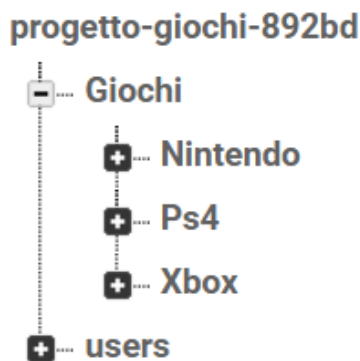 progetto-giochi-892bd
Giochi
Nintendo
Ps4
Xbox
users